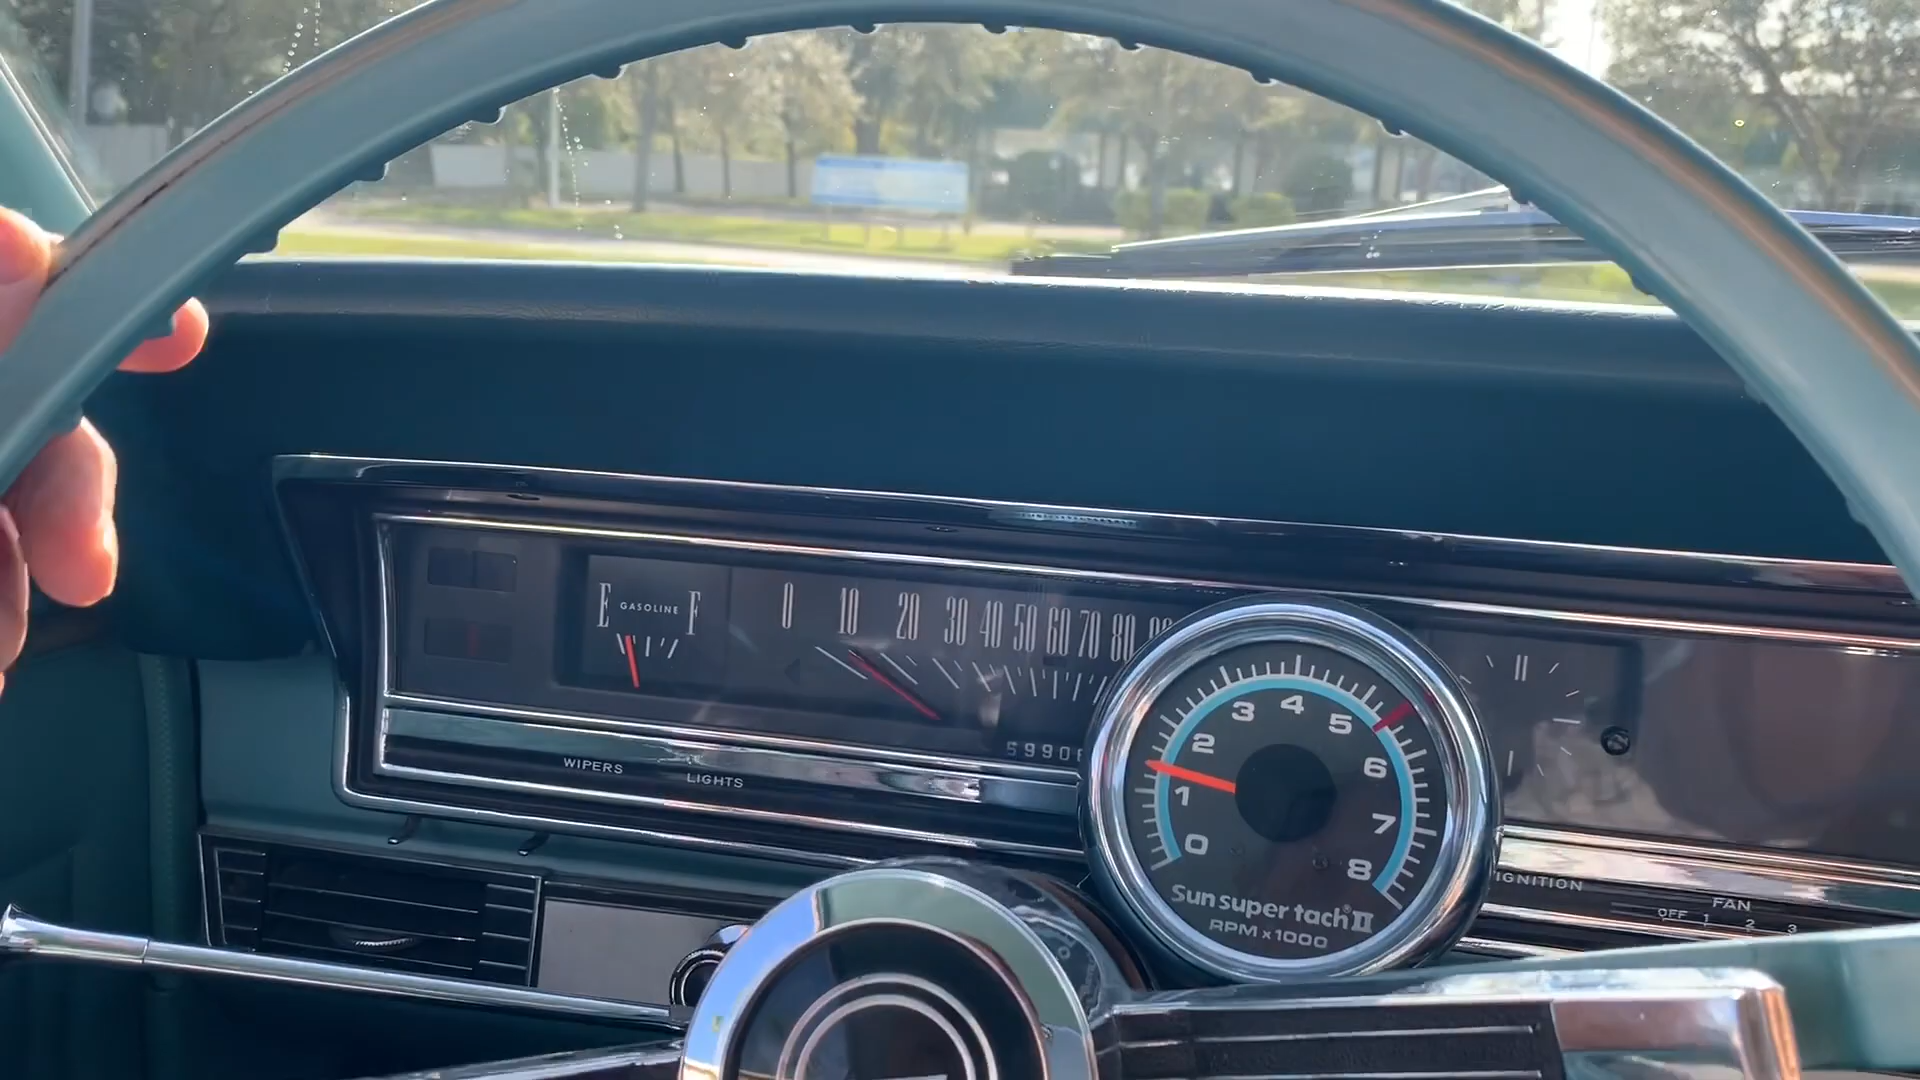 E GASOLINE F
0 10 20 30 40 50 60 70 80
5990
WIPERS LIGHTS
0 1 2 3 4 5 6 7 8
Sun super tach II
RPM x 1000
IGNITION
FAN
OFF 1 2 3